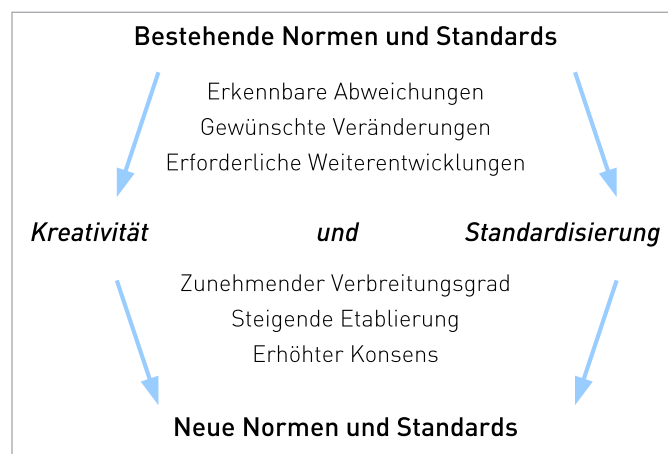 Bestehende Normen und Standards
Erkennbare Abweichungen
Gewünschte Veränderungen
Erforderliche Weiterentwicklungen
Kreativität und Standardisierung
Zunehmender Verbreitungsgrad
Steigende Etablierung
Erhöhter Konsens
Neue Normen und Standards